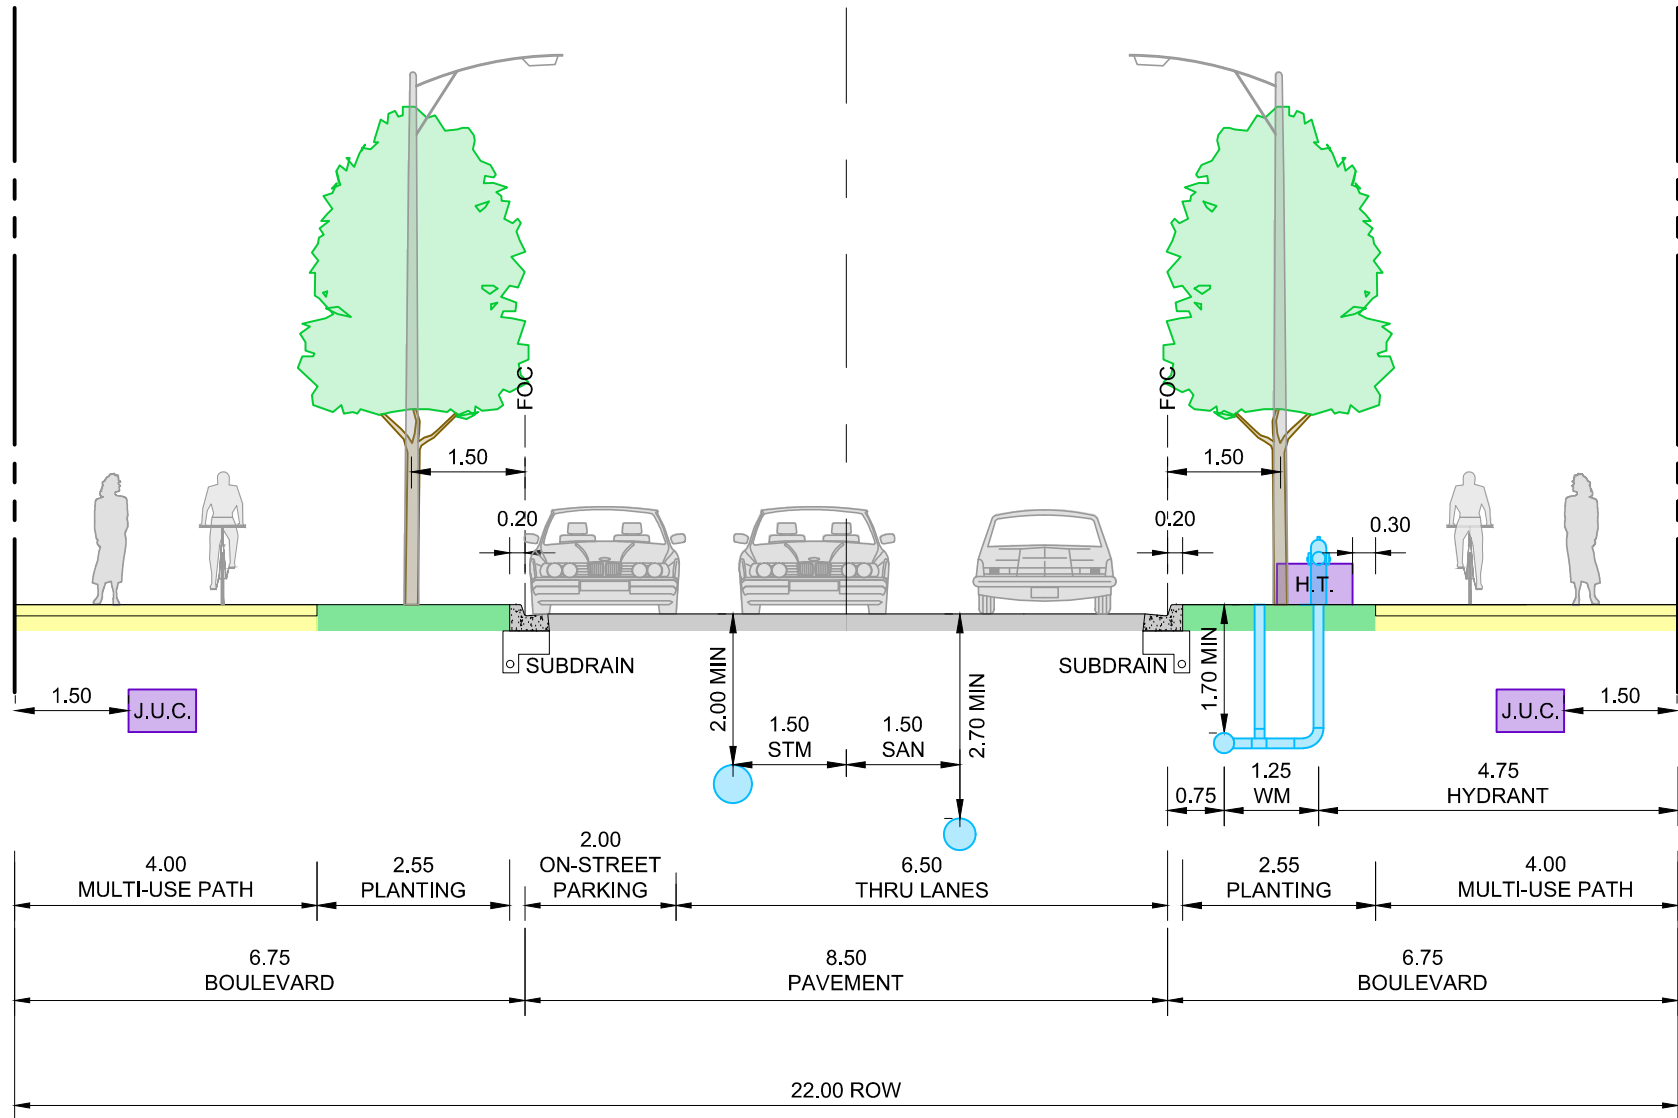 FOC
FOC
1.50
1.50
0.20
0.20
0.30
H.T.
SUBDRAIN
SUBDRAIN
2.00 MIN
2.70 MIN
1.70 MIN
1.50
J.U.C.
1.50
STM
1.50
SAN
J.U.C.
1.50
0.75
1.25
WM
4.75
HYDRANT
4.00
MULTI-USE PATH
2.55
PLANTING
2.00
ON-STREET
PARKING
6.50
THRU LANES
2.55
PLANTING
4.00
MULTI-USE PATH
6.75
BOULEVARD
8.50
PAVEMENT
6.75
BOULEVARD
22.00 ROW